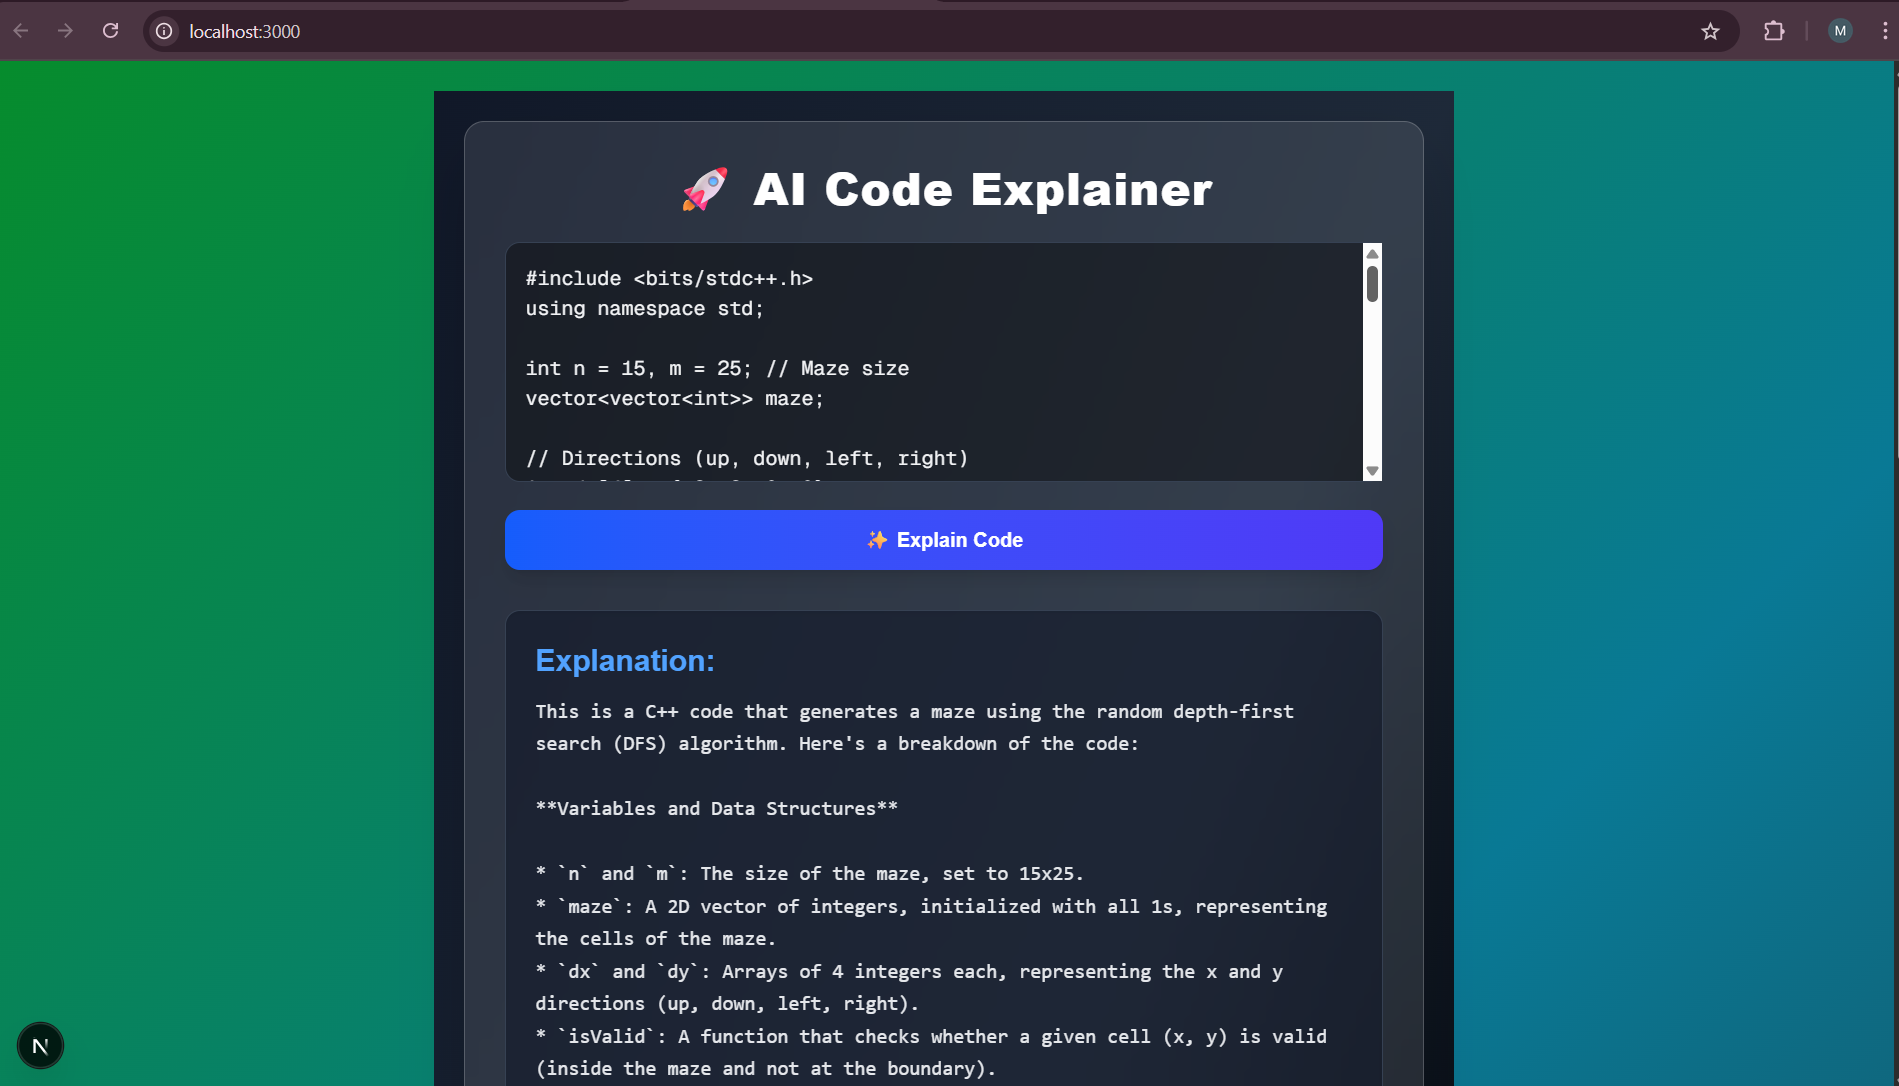 localhost:3000
M
🚀 AI Code Explainer
#include <bits/stdc++.h>
using namespace std;
int n = 15, m = 25; // Maze size
vector<vector<int>> maze;
// Directions (up, down, left, right)
✨ Explain Code
Explanation:
This is a C++ code that generates a maze using the random depth-first
search (DFS) algorithm. Here's a breakdown of the code:
**Variables and Data Structures**
* `n` and `m`: The size of the maze, set to 15x25.
* `maze`: A 2D vector of integers, initialized with all 1s, representing
the cells of the maze.
* `dx` and `dy`: Arrays of 4 integers each, representing the x and y
directions (up, down, left, right).
* `isValid`: A function that checks whether a given cell (x, y) is valid
(inside the maze and not at the boundary).
N